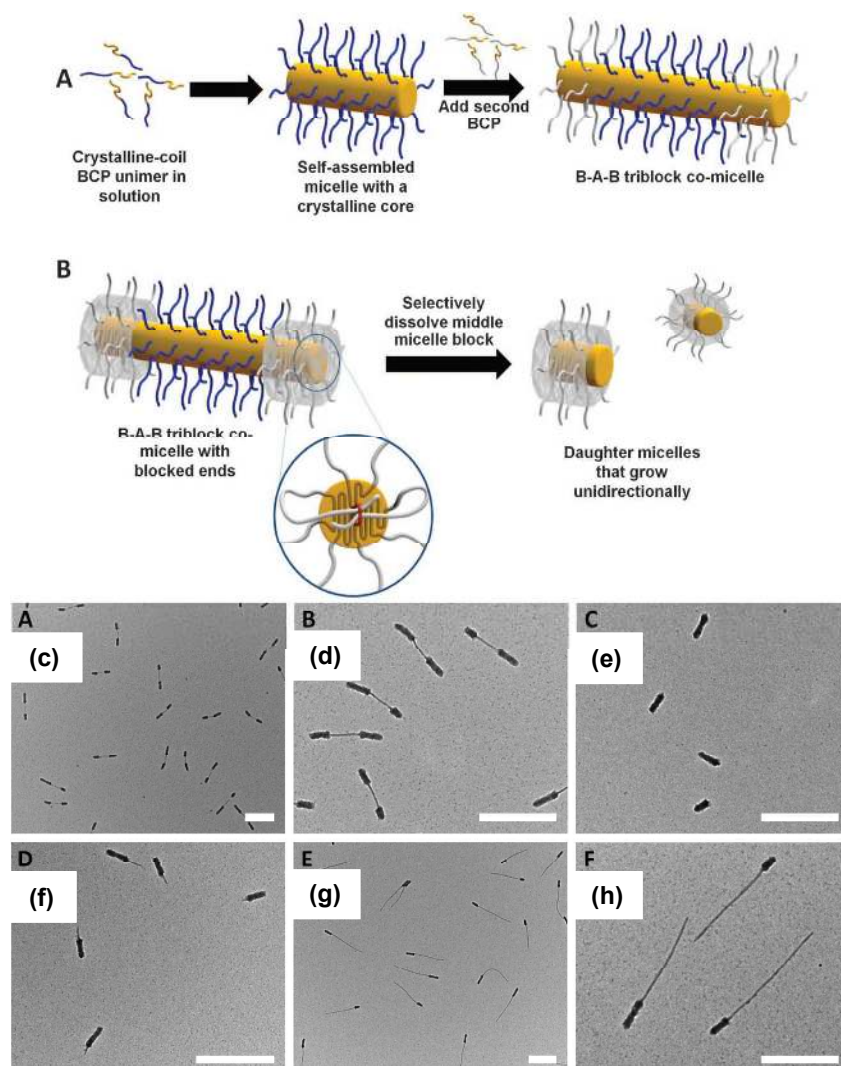 A
Crystalline-coil
BCP unimer in
solution
Self-assembled
micelle with a
crystalline core
Add second
BCP
B-A-B triblock co-micelle
B
B-A-B triblock co-
micelle with
blocked ends
Selectively
dissolve middle
micelle block
Daughter micelles
that grow
unidirectionally
A
(c)
B
(d)
C
(e)
D
(f)
E
(g)
F
(h)